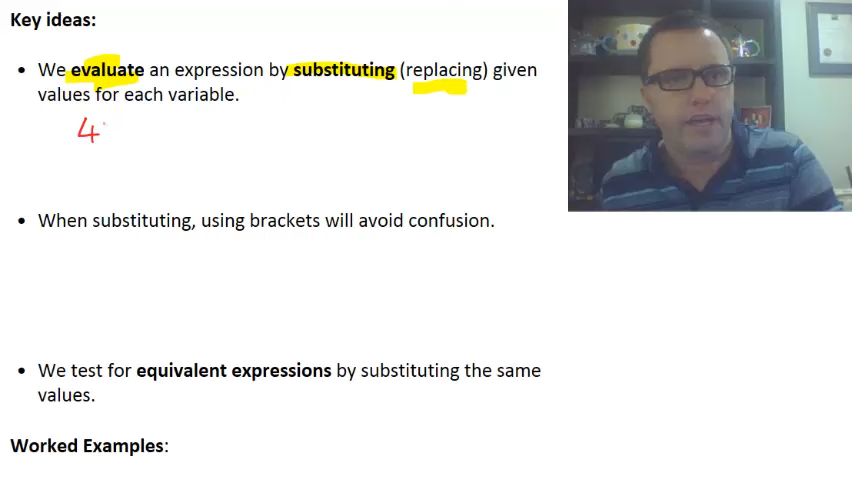 Key ideas:
• We evaluate an expression by substituting (replacing) given
values for each variable.
4
• When substituting, using brackets will avoid confusion.
• We test for equivalent expressions by substituting the same
values.
Worked Examples: